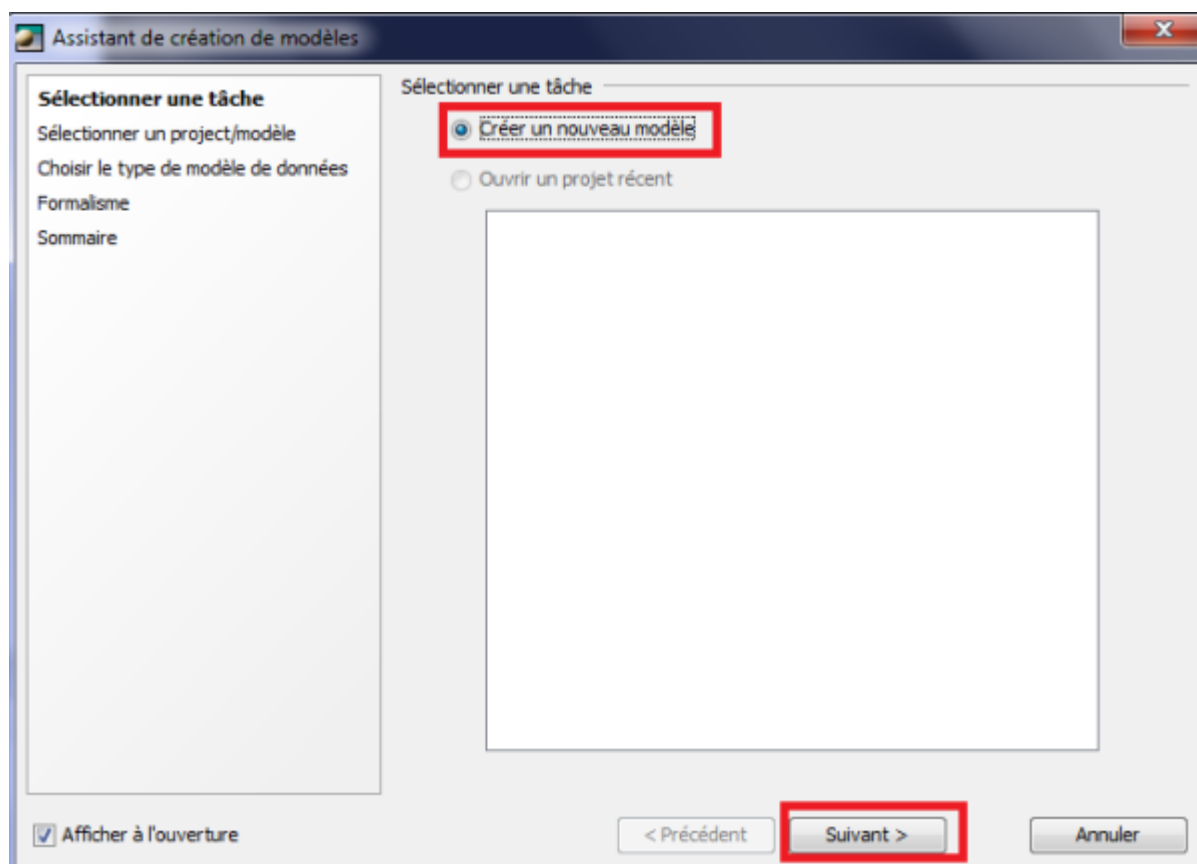 Assistant de création de modèles
Sélectionner une tâche
Sélectionner un project/modèle
Choisir le type de modèle de données
Formalisme
Sommaire
Sélectionner une tâche
Créer un nouveau modèle
Ouvrir un projet récent
Afficher à l'ouverture
< Précédent
Suivant >
Annuler